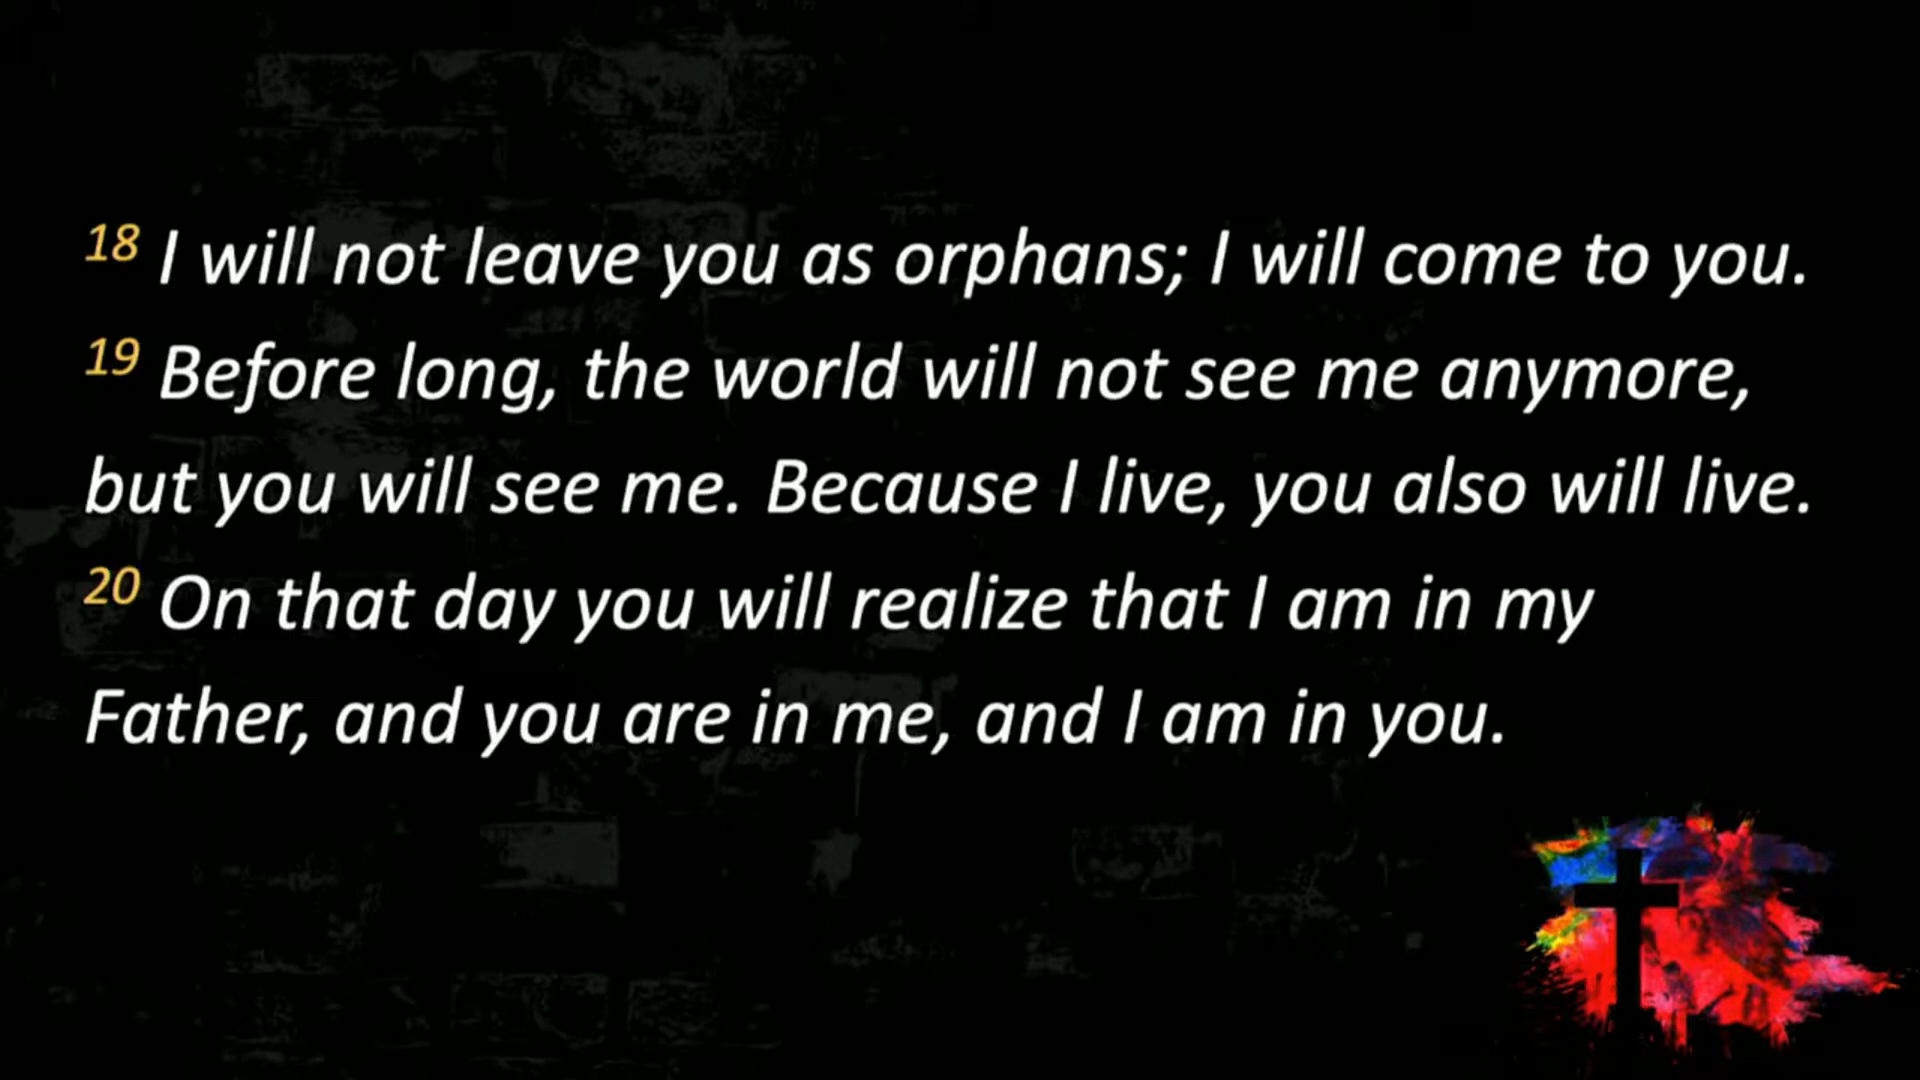 18 I will not leave you as orphans; I will come to you.
19 Before long, the world will not see me anymore,
but you will see me. Because I live, you also will live.
20 On that day you will realize that I am in my
Father, and you are in me, and I am in you.